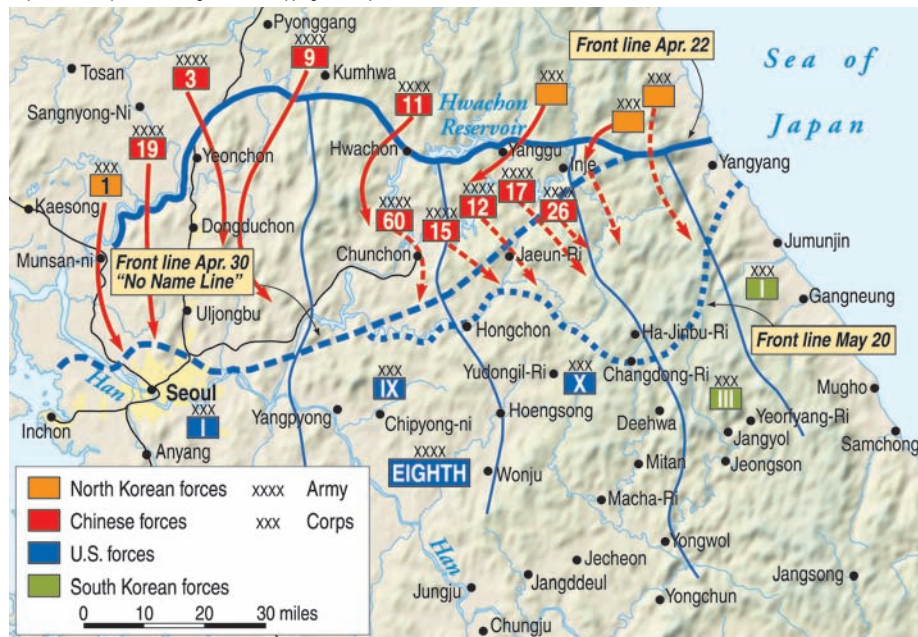 Pyonggang
XXXX
9
XXXX
3
Kumhwa
Tosan
Sangnyong-Ni
XXXX
19
XXXX
11
Hwachon
Reservoir
XXX
XXX
XXX
Front line Apr. 22
Sea of
Japan
Yeonchon
Hwachon
Yanggu
Inje
Yangyang
XXX
1
Kaesong
Dongduchon
XXXX
60
XXXX
15
XXXX
12
XXXX
17
XXXX
26
Munsan-ni
Front line Apr. 30
"No Name Line"
Chunchon
Jaeun-Ri
Jumunjin
XXX
I
Gangneung
Uljongbu
Hongchon
Ha-Jinbu-Ri
Front line May 20
Han
Seoul
XXX
IX
Yudongil-Ri
XXX
X
Changdong-Ri
XXX
III
Mugho
Inchon
XXX
I
Yangpyong
Chipyong-ni
Hoengsong
Deehwa
Yeoriyang-Ri
Jangyol
Samchong
Anyang
XXXX
EIGHTH
Wonju
Mitan
Jeongson
Macha-Ri
Yongwol
Han
Jecheon
Jungju
Jangddeul
Yongchun
Jangsong
Chungju
North Korean forces
XXXX Army
Chinese forces
XXX Corps
U.S. forces
South Korean forces
0 10 20 30 miles